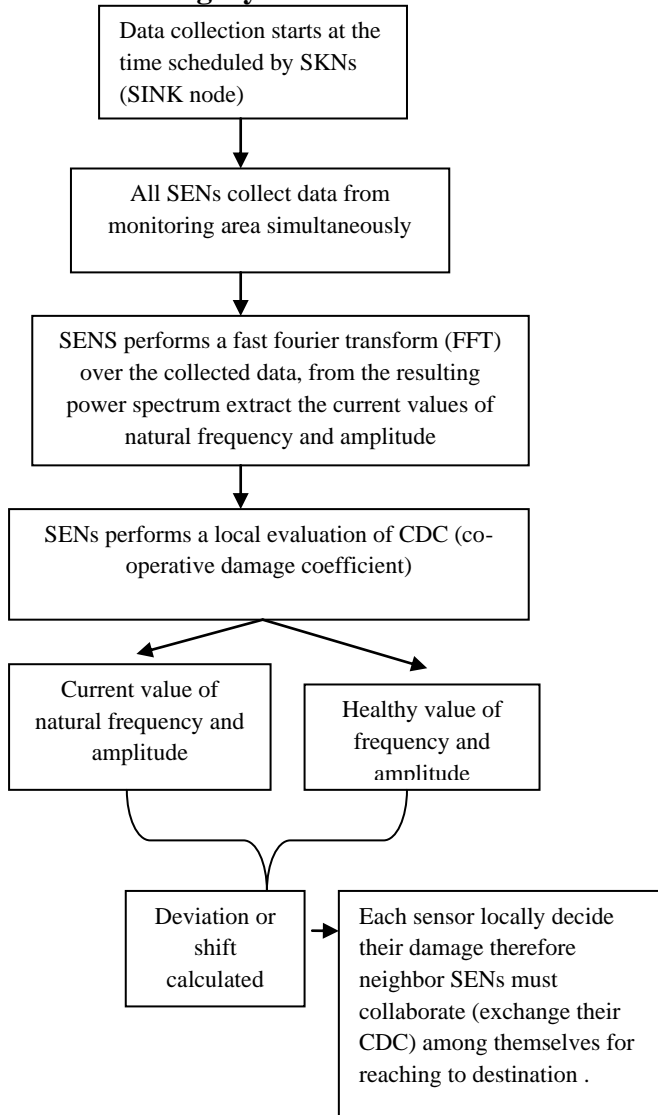 Data collection starts at the
time scheduled by SKNs
(SINK node)
All SENs collect data from
monitoring area simultaneously
SENS performs a fast fourier transform (FFT)
over the collected data, from the resulting
power spectrum extract the current values of
natural frequency and amplitude
SENs performs a local evaluation of CDC (co-
operative damage coefficient)
Current value of
natural frequency and
amplitude
Healthy value of
frequency and
amplitude
Deviation or
shift
calculated
Each sensor locally decide
their damage therefore
neighbor SENs must
collaborate (exchange their
CDC) among themselves for
reaching to destination .